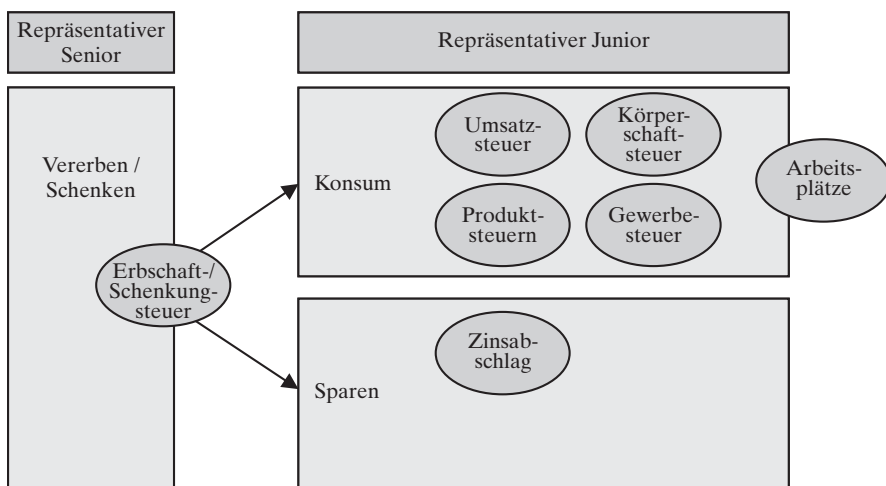 Repräsentativer
Senior
Repräsentativer Junior
Vererben /
Schenken
Erbschaft-/
Schenkung-
steuer
Konsum
Umsatz-
steuer
Körper-
schaft-
steuer
Produkt-
steuern
Gewerbe-
steuer
Arbeits-
plätze
Sparen
Zinsab-
schlag